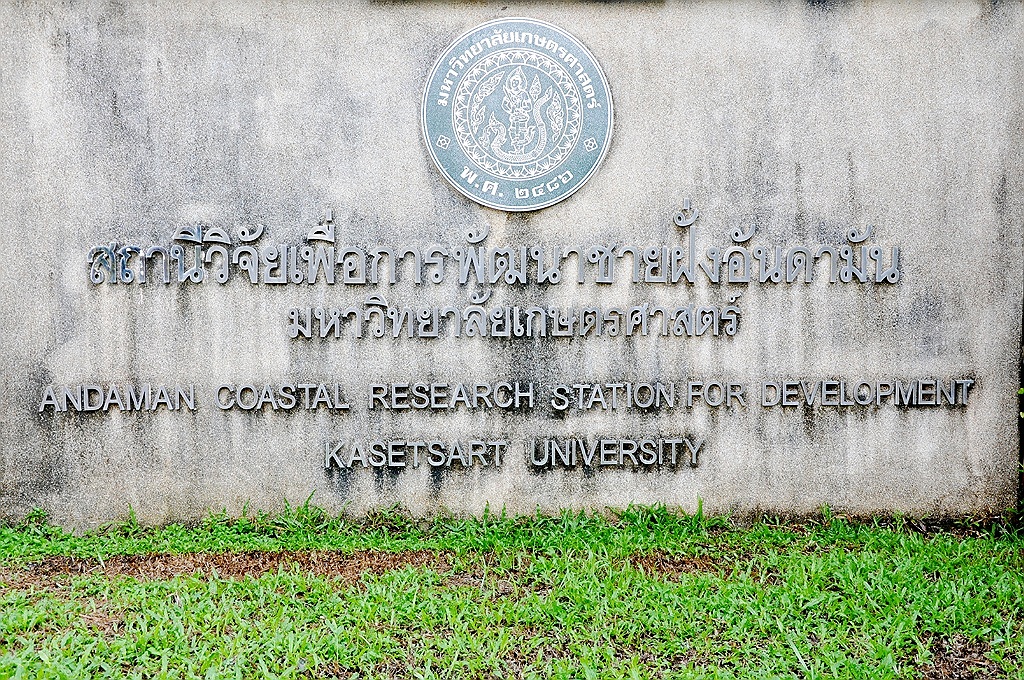 มหาวิทยาลัยเกษตรศาสตร์
พ.ศ. ๒๔๘๖
สถานีวิจัยเพื่อการพัฒนาชายฝั่งอันดามัน
มหาวิทยาลัยเกษตรศาสตร์
ANDAMAN COASTAL RESEARCH STATION FOR DEVELOPMENT
KASETSART UNIVERSITY